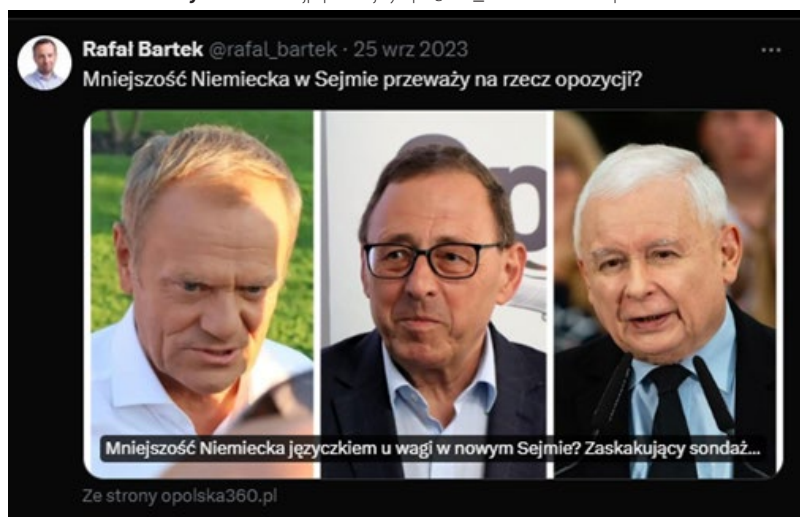 Rafał Bartek @rafal_bartek · 25 wrz 2023
Mniejszość Niemiecka w Sejmie przeważy na rzecz opozycji?
Mniejszość Niemiecka języczkiem u wagi w nowym Sejmie? Zaskakujący sondaż...
Ze strony opolska360.pl